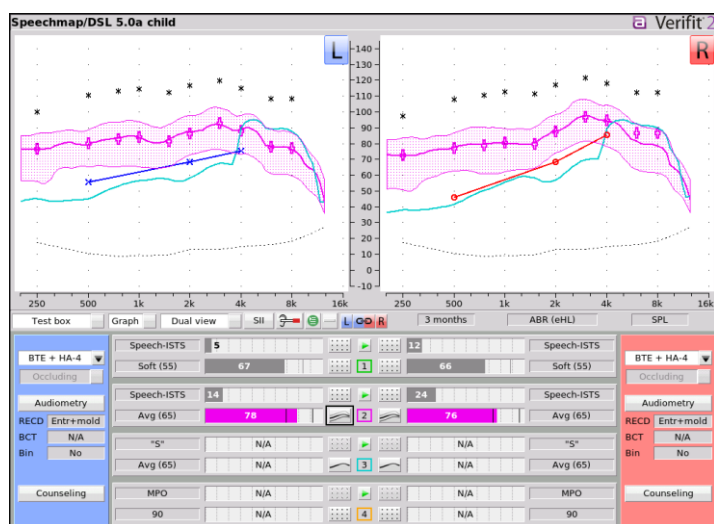 Speechmap/DSL 5.0a child
a Verifit® 2
L
R
140
130
120
110
100
90
80
70
60
50
40
30
20
10
0
-10
250 500 1k 2k 4k 8k 16k
250 500 1k 2k 4k 8k 16k
Test box Graph Dual view SII L R 3 months ABR (eHL) SPL
BTE + HA-4
Occluding
Audiometry
RECD Entr+mold
BCT N/A
Bin No
Counseling
Speech-ISTS 5 12 Speech-ISTS
Soft (55) 67 1 66 Soft (55)
Speech-ISTS 14 24 Speech-ISTS
Avg (65) 78 2 76 Avg (65)
"S" N/A N/A "S"
Avg (65) N/A 3 N/A Avg (65)
MPO N/A N/A MPO
90 N/A 4 N/A 90
BTE + HA-4
Occluding
Audiometry
RECD Entr+mold
BCT N/A
Bin No
Counseling